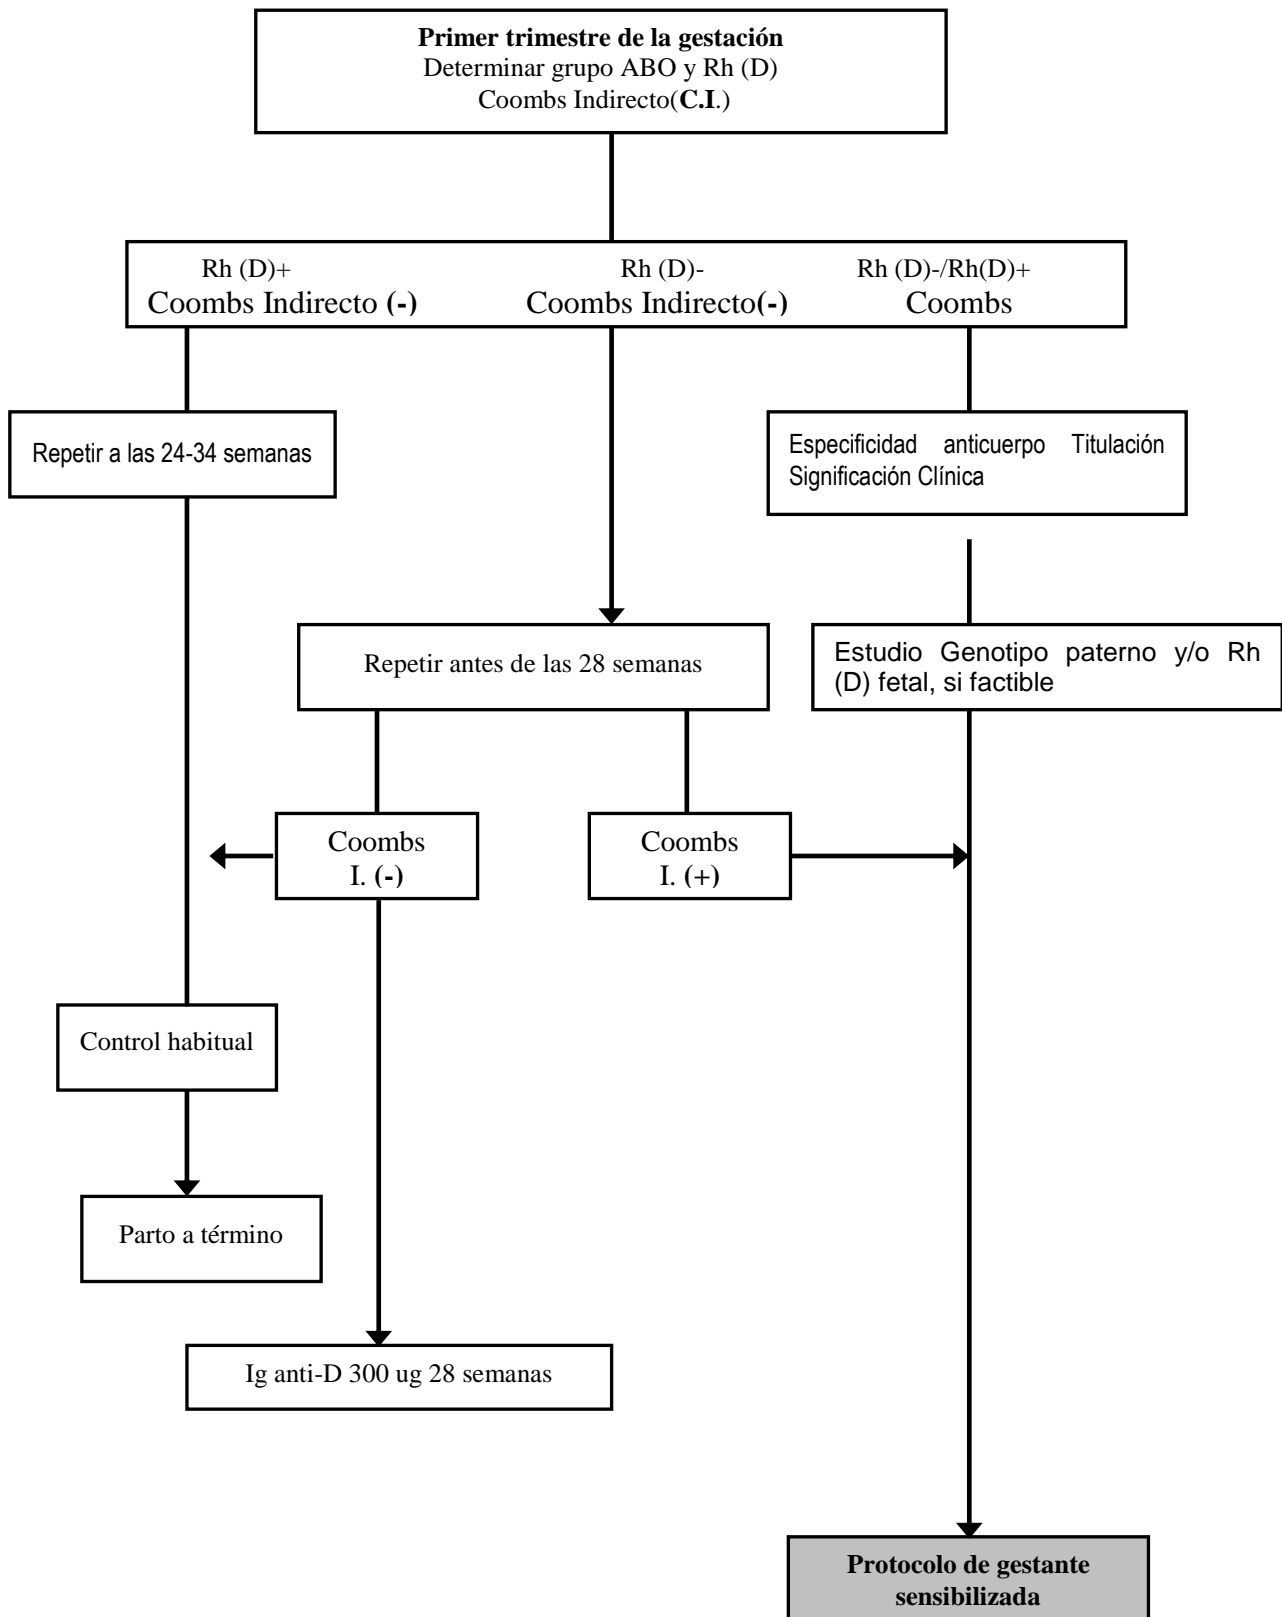 Primer trimestre de la gestación
Determinar grupo ABO y Rh (D)
Coombs Indirecto(C.I.)
Rh (D)+
Coombs Indirecto (-)
Rh (D)-
Coombs Indirecto(-)
Rh (D)-/Rh(D)+
Coombs
Repetir a las 24-34 semanas
Especificidad anticuerpo Titulación
Significación Clínica
Repetir antes de las 28 semanas
Estudio Genotipo paterno y/o Rh
(D) fetal, si factible
Coombs
I. (-)
Coombs
I. (+)
Control habitual
Parto a término
Ig anti-D 300 ug 28 semanas
Protocolo de gestante
sensibilizada